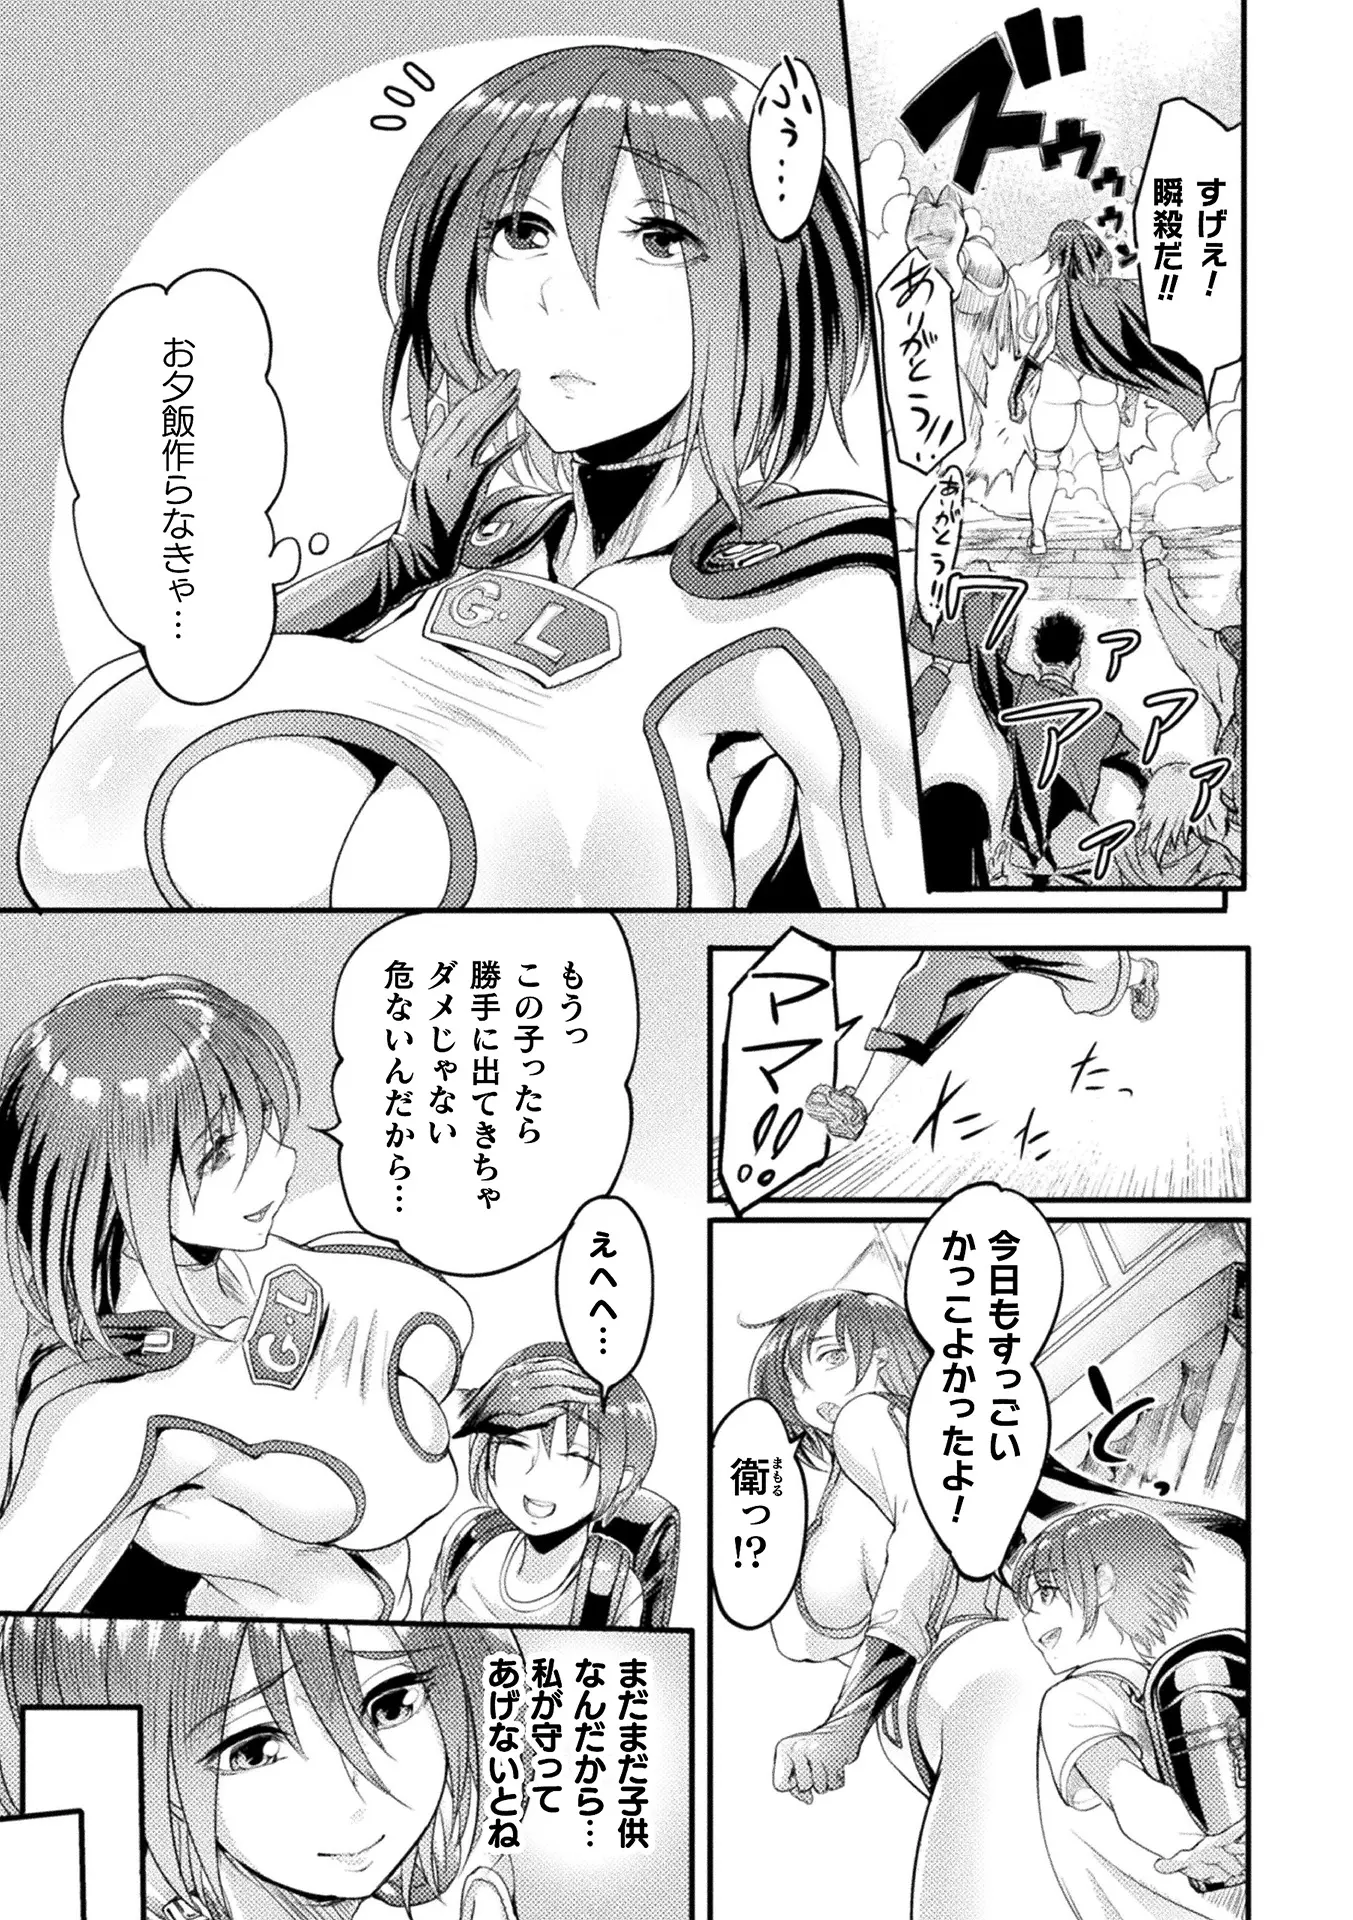 すげえ！
瞬殺だ!!
ズゥゥゥゥン
ありがとう!!
ありがとう!!
ワァァ
アァァ
ふぅ…
お夕飯作らなきゃ…
G・L
ママ!!
たたっ
今日もすっごい
かっこよかったよ！
衛っ!?
まもる
もうっ
この子ったら
勝手に出てきちゃ
ダメじゃない
危ないんだから…
えへへ…
G・L
まだまだ子供
なんだから…
私が守って
あげないとね